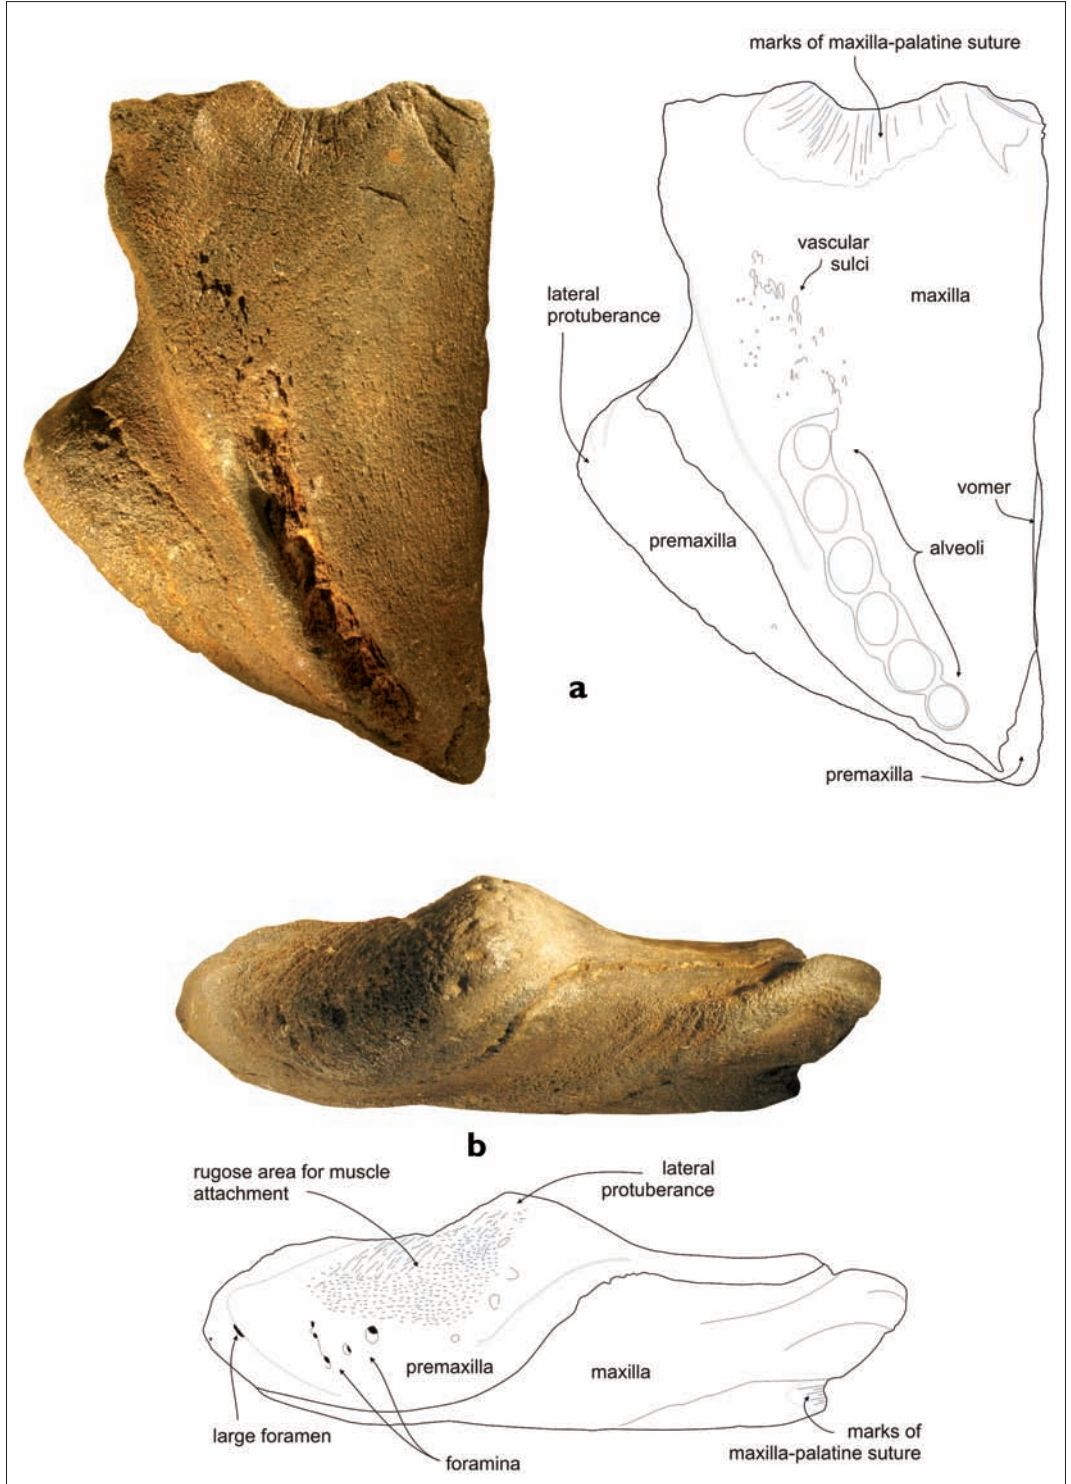 marks of maxilla-palatine suture
vascular
sulci
maxilla
lateral
protuberance
vomer
premaxilla
alveoli
a
premaxilla
b
rugose area for muscle
attachment
lateral
protuberance
premaxilla
maxilla
large foramen
foramina
marks of
maxilla-palatine suture